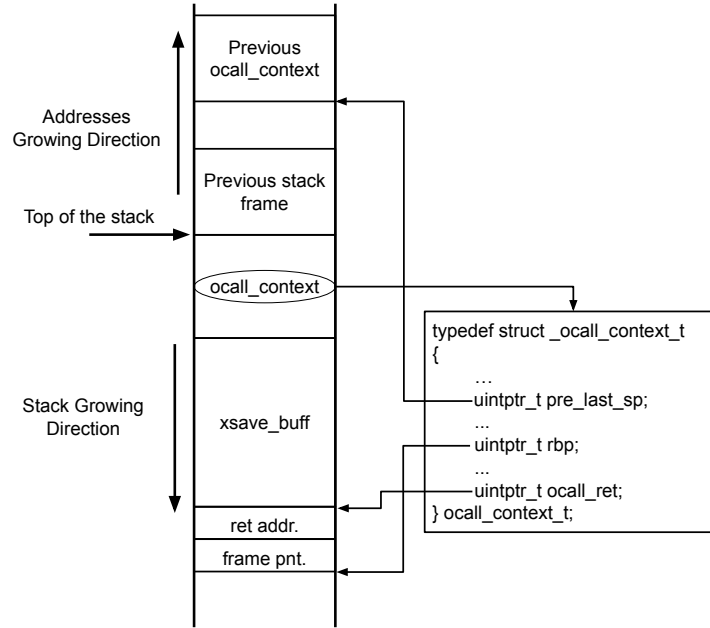 Previous
ocall_context
Addresses
Growing Direction
Previous stack
frame
Top of the stack
ocall_context
typedef struct _ocall_context_t
{
...
uintptr_t pre_last_sp;
...
uintptr_t rbp;
...
uintptr_t ocall_ret;
} ocall_context_t;
Stack Growing
Direction
xsave_buff
ret addr.
frame pnt.